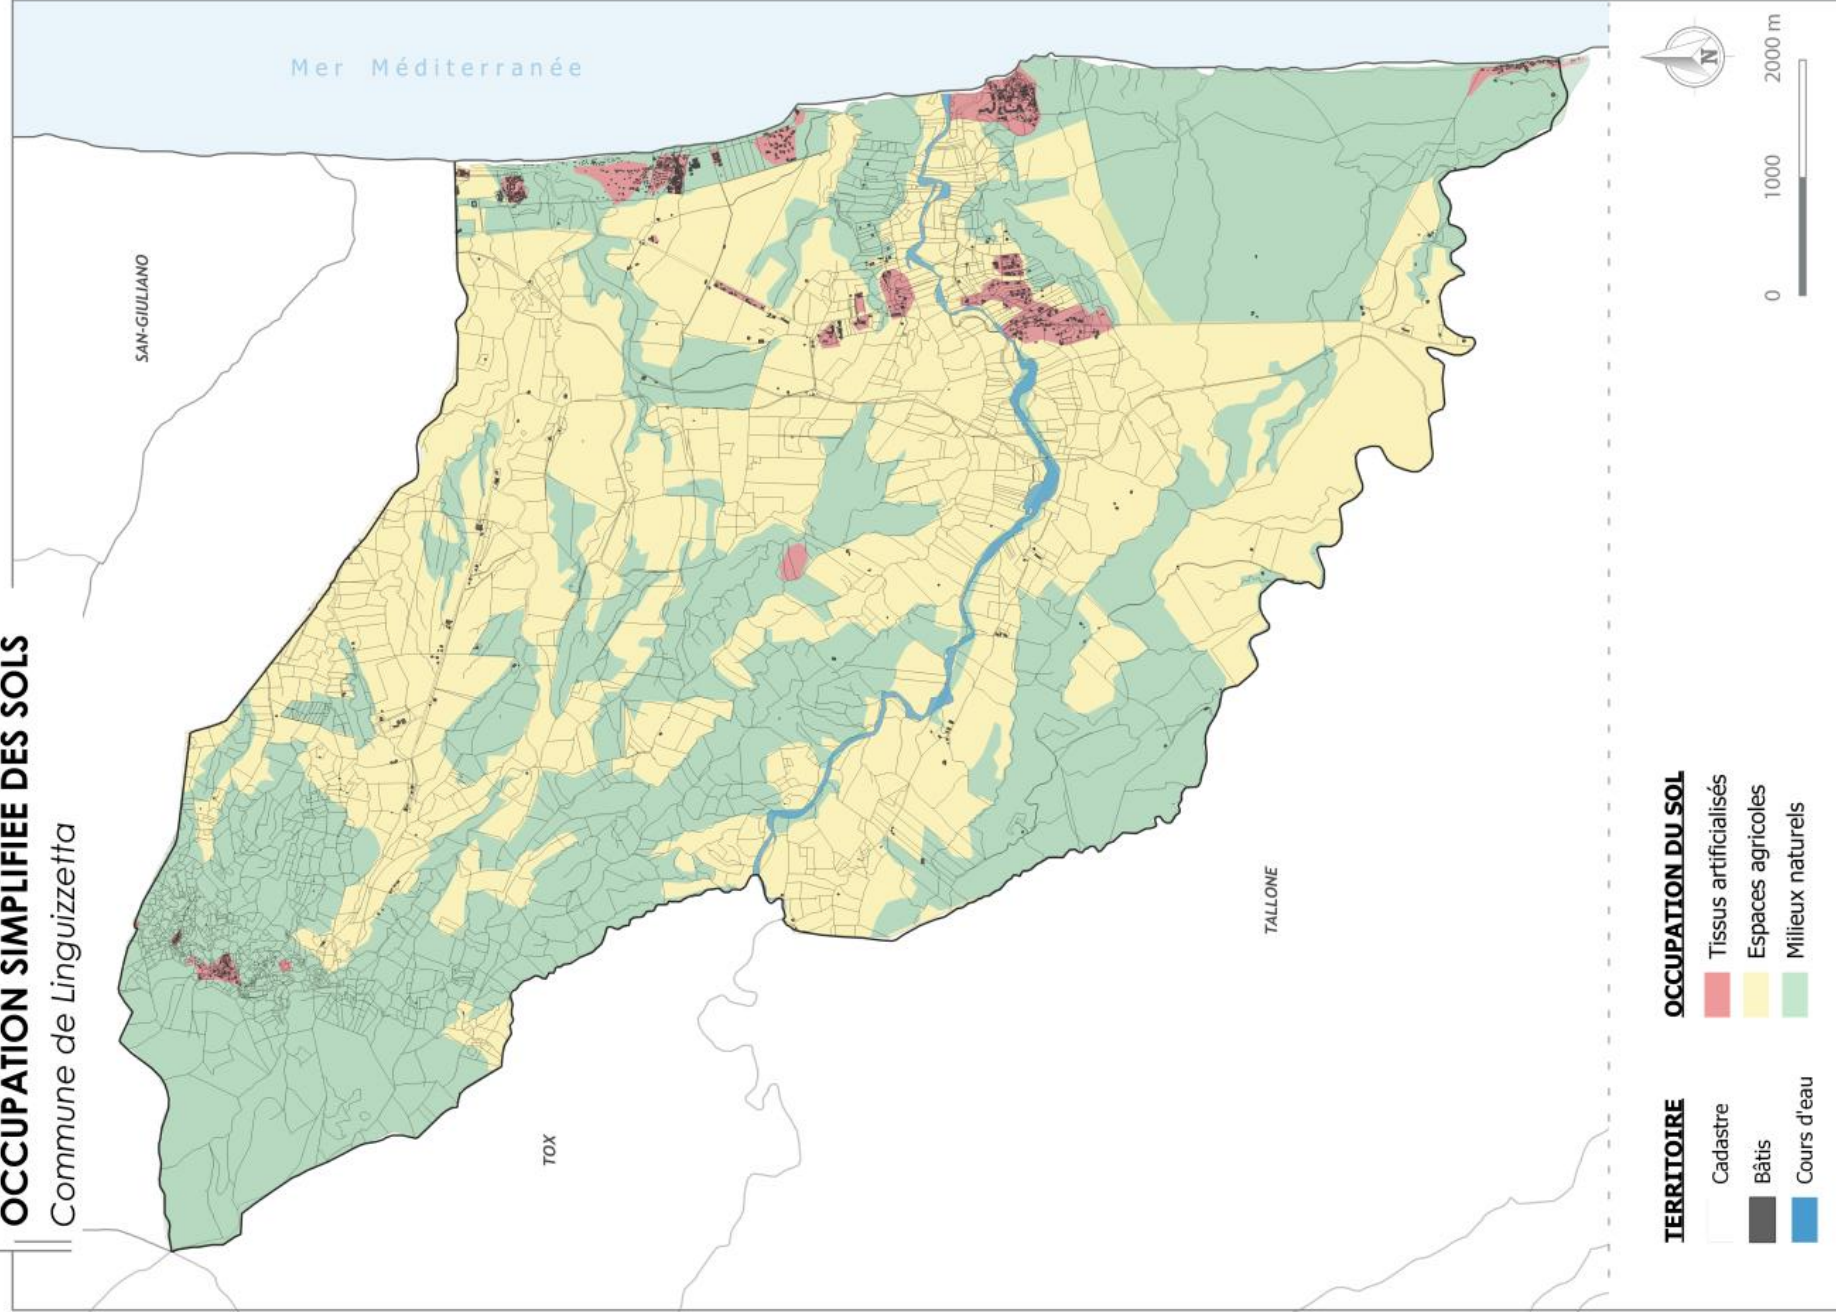 OCCUPATION SIMPLIFIEE DES SOLS
Commune de Linguizzetta
Mer Méditerranée
SAN-GIULIANO
TOX
TALLONE
N
0 1000 2000 m
TERRITOIRE
Cadastre
Bâtis
Cours d'eau
OCCUPATION DU SOL
Tissus artificialisés
Espaces agricoles
Milieux naturels